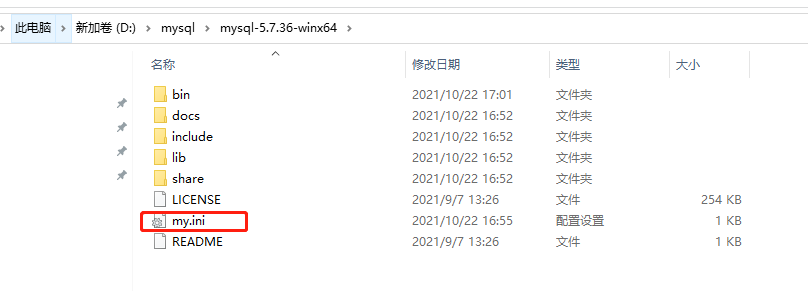 此电脑 新加卷 (D:) mysql mysql-5.7.36-winx64
名称 修改日期 类型 大小
bin 2021/10/22 17:01 文件夹
docs 2021/10/22 16:52 文件夹
include 2021/10/22 16:52 文件夹
lib 2021/10/22 16:52 文件夹
share 2021/10/22 16:52 文件夹
LICENSE 2021/9/7 13:26 文件 254 KB
my.ini 2021/10/22 16:55 配置设置 1 KB
README 2021/9/7 13:26 文件 1 KB